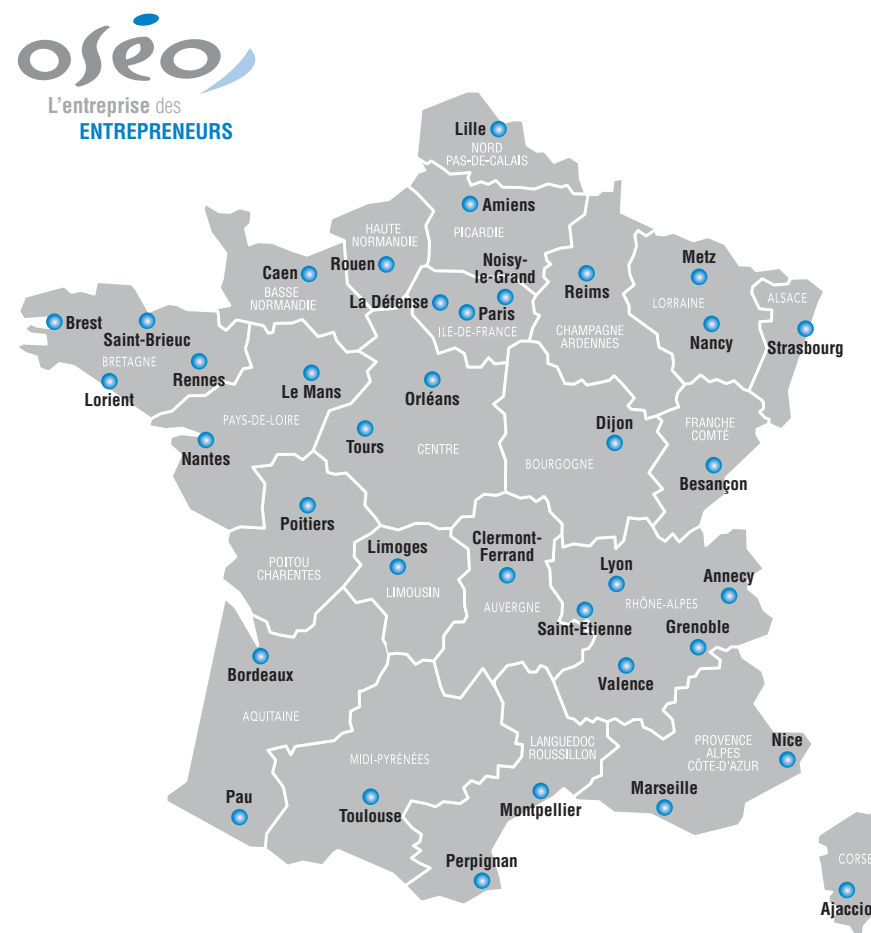 oséo
L'entreprise des
ENTREPRENEURS
Lille
NORD
PAS-DE-CALAIS
Amiens
PICARDIE
HAUTE
NORMANDIE
Rouen
Caen
BASSE
NORMANDIE
Noisy-
le-Grand
La Défense
Paris
ILE-DE-FRANCE
Reims
CHAMPAGNE
ARDENNES
Metz
LORRAINE
Nancy
ALSACE
Strasbourg
Brest
Saint-Brieuc
BRETAGNE
Rennes
Lorient
Le Mans
PAYS-DE-LOIRE
Nantes
Orléans
Tours
CENTRE
Dijon
BOURGOGNE
FRANCHE
COMTÉ
Besançon
Poitiers
POITOU
CHARENTES
Limoges
LIMOUSIN
Clermont-
Ferrand
AUVERGNE
Lyon
Annecy
RHÔNE-ALPES
Saint-Etienne
Grenoble
Valence
Bordeaux
AQUITAINE
Pau
MIDI-PYRÉNÉES
Toulouse
LANGUEDOC
ROUSSILLON
Montpellier
Perpignan
PROVENCE
ALPES
CÔTE-D'AZUR
Nice
Marseille
CORSE
Ajaccio